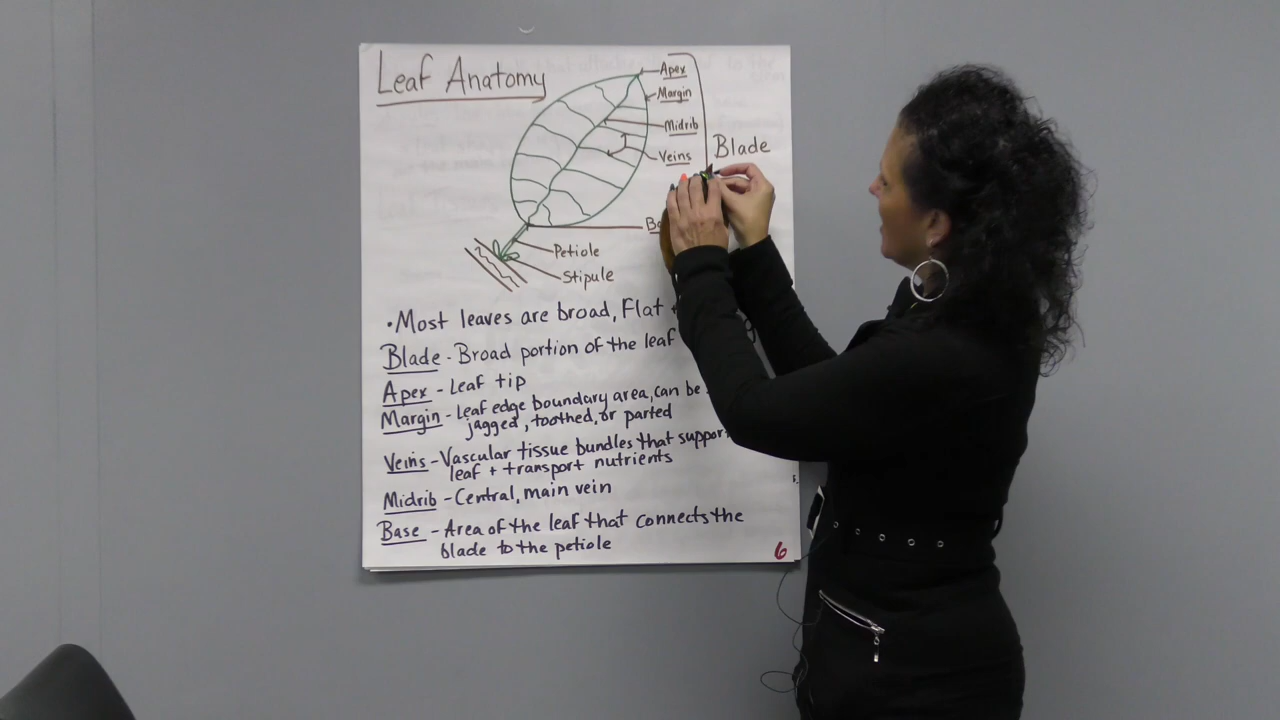 Leaf Anatomy
Apex
Margin
Midrib
Veins
Blade
Petiole
Stipule
•Most leaves are broad, Flat
Blade - Broad portion of the leaf
Apex - Leaf tip
Margin - Leaf edge boundary area, can be
jagged, toothed, or parted
Veins - Vascular tissue bundles that support
leaf + transport nutrients
Midrib - Central, main vein
Base - Area of the leaf that connects the
blade to the petiole
6